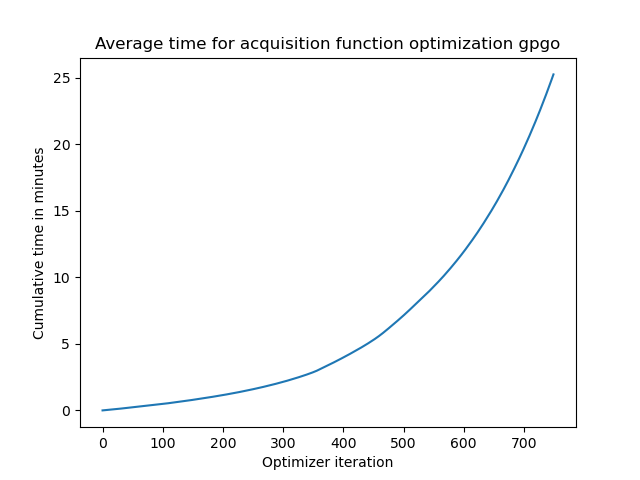 Average time for acquisition function optimization gpgo
25
20
15
10
5
0
Cumulative time in minutes
0 100 200 300 400 500 600 700
Optimizer iteration